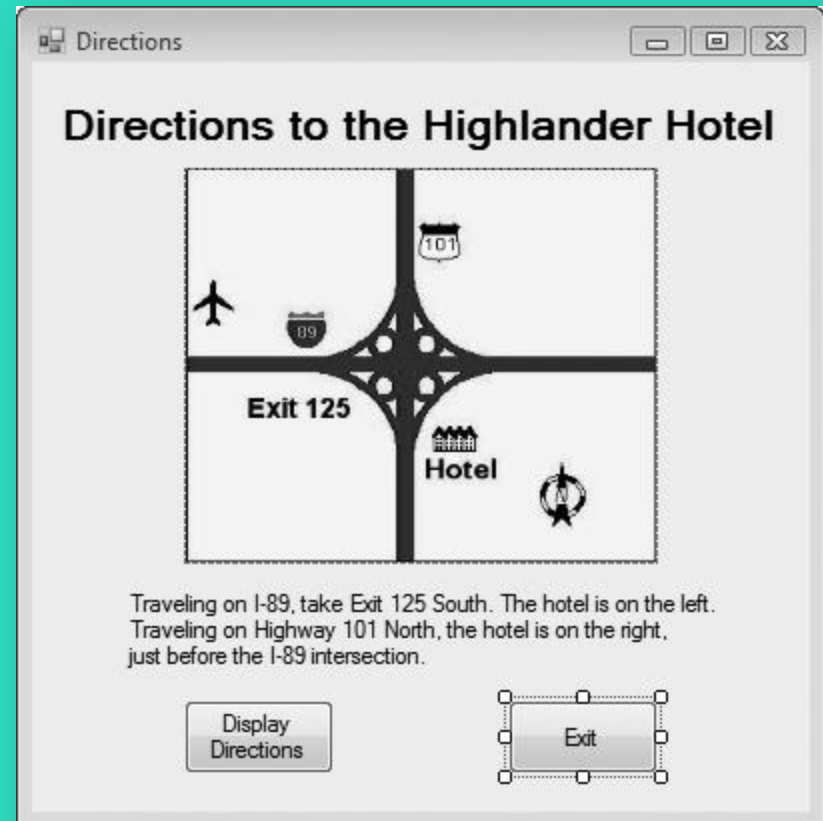 Directions
Directions to the Highlander Hotel
101
89
Exit 125
Hotel
N
Traveling on I-89, take Exit 125 South. The hotel is on the left.
Traveling on Highway 101 North, the hotel is on the right,
just before the I-89 intersection.
Display
Directions
Exit